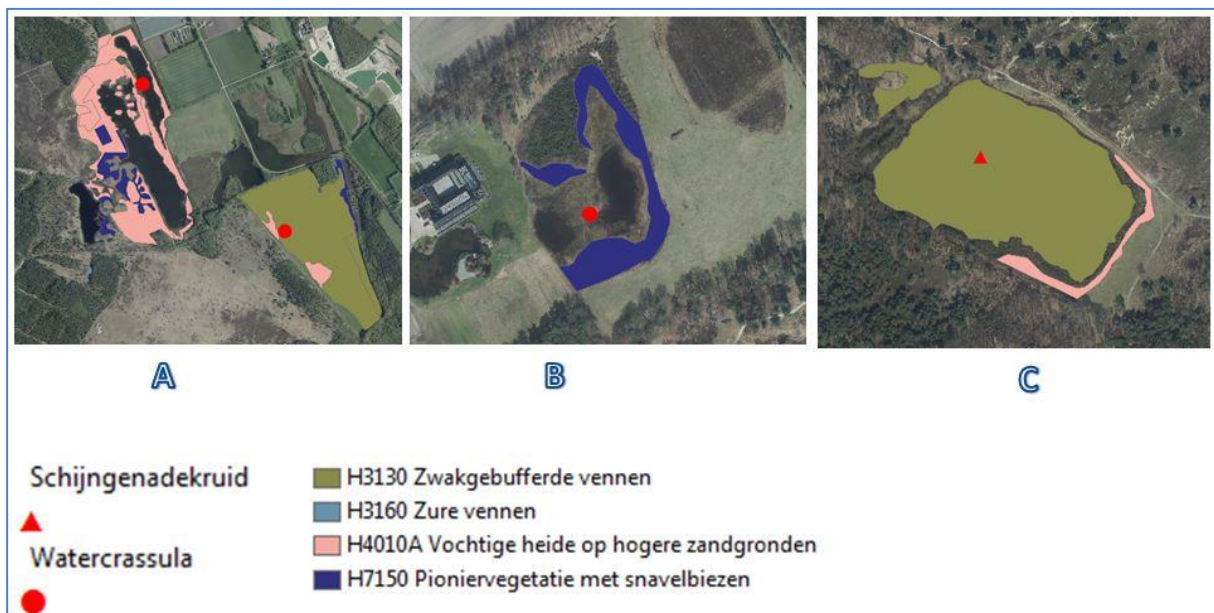 A
B
C
Schijngenadekruid
Watercrassula
H3130 Zwakgebufferde vennen
H3160 Zure vennen
H4010A Vochtige heide op hogere zandgronden
H7150 Pioniervegetatie met snavelbiezen